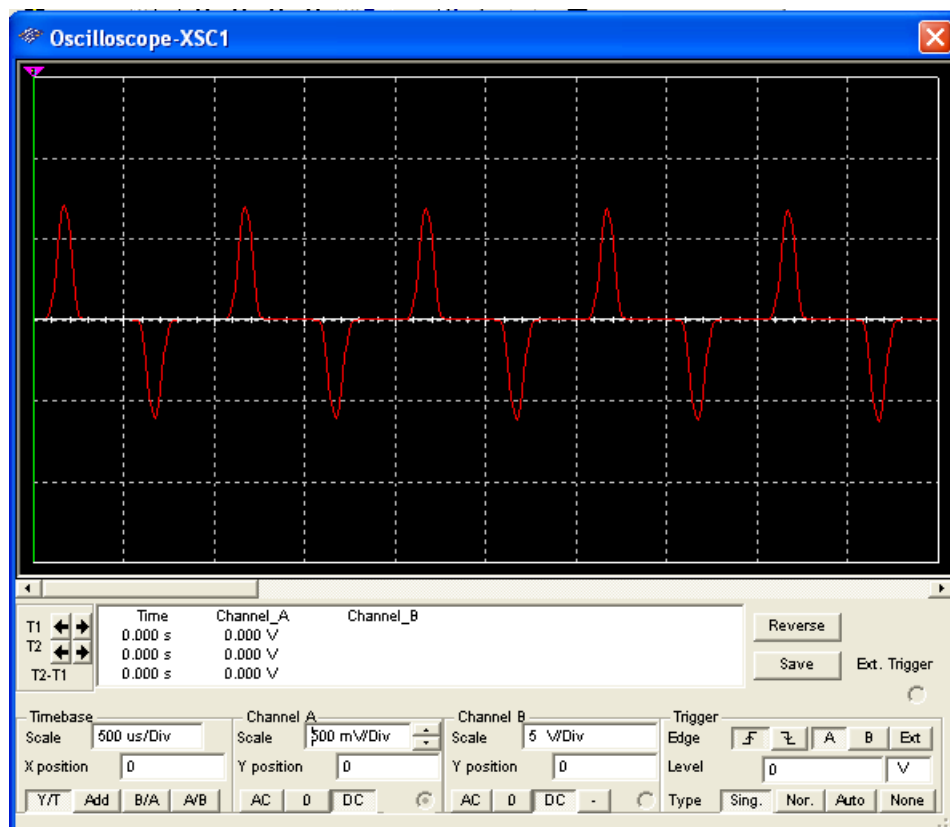 Oscilloscope-XSC1
Time Channel_A Channel_B
T1 0.000 s 0.000 V
T2 0.000 s 0.000 V
T2-T1 0.000 s 0.000 V
Reverse
Save
Ext. Trigger
Timebase
Scale 500 us/Div
X position 0
Y/T Add B/A A/B
Channel A
Scale 500 mV/Div
Y position 0
AC 0 DC
Channel B
Scale 5 V/Div
Y position 0
AC 0 DC -
Trigger
Edge A B Ext
Level 0 V
Type Sing. Nor. Auto None